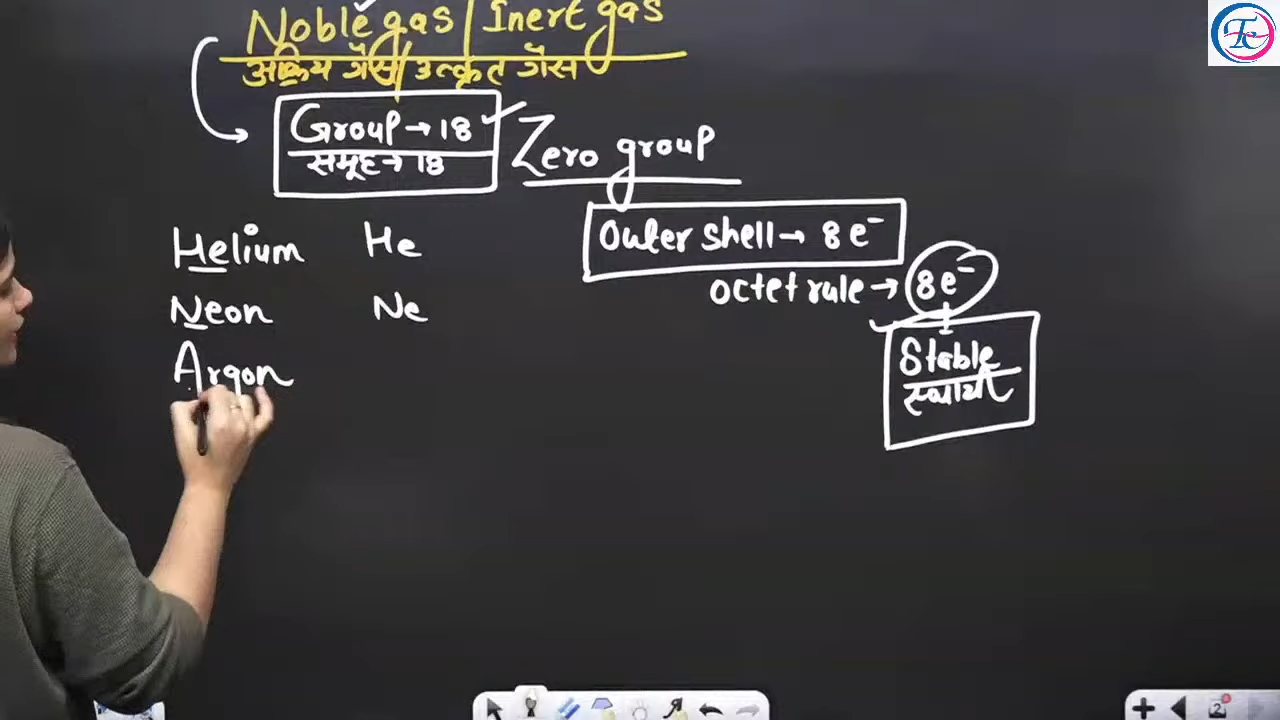 Noble gas | Inert gas
अक्रिय गैस / उत्कृत गैस
Group → 18
समूह → 18
Zero group
Outer shell → 8e⁻
octet rule → 8e⁻
Stable
स्थायी
Helium He
Neon Ne
Argon